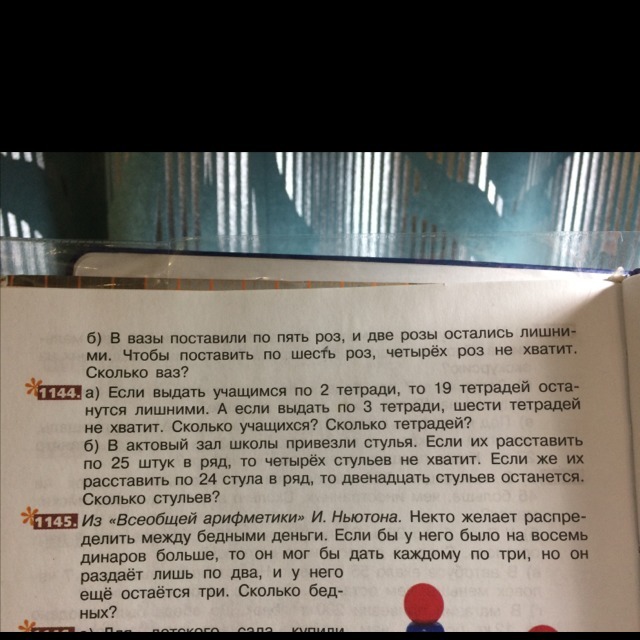 б) В вазы поставили по пять роз, и две розы остались лишни-
ми. Чтобы поставить по шесть роз, четырёх роз не хватит.
Сколько ваз?
1144. а) Если выдать учащимся по 2 тетради, то 19 тетрадей оста-
нутся лишними. А если выдать по 3 тетради, шести тетрадей
не хватит. Сколько учащихся? Сколько тетрадей?
б) В актовый зал школы привезли стулья. Если их расставить
по 25 штук в ряд, то четырёх стульев не хватит. Если же их
расставить по 24 стула в ряд, то двенадцать стульев останется.
Сколько стульев?
1145. Из «Всеобщей арифметики» И. Ньютона. Некто желает распре-
делить между бедными деньги. Если бы у него было на восемь
динаров больше, то он мог бы дать каждому по три, но он
раздаёт лишь по два, и у него
ещё остаётся три. Сколько бед-
ных?
а) Для детского сада купили